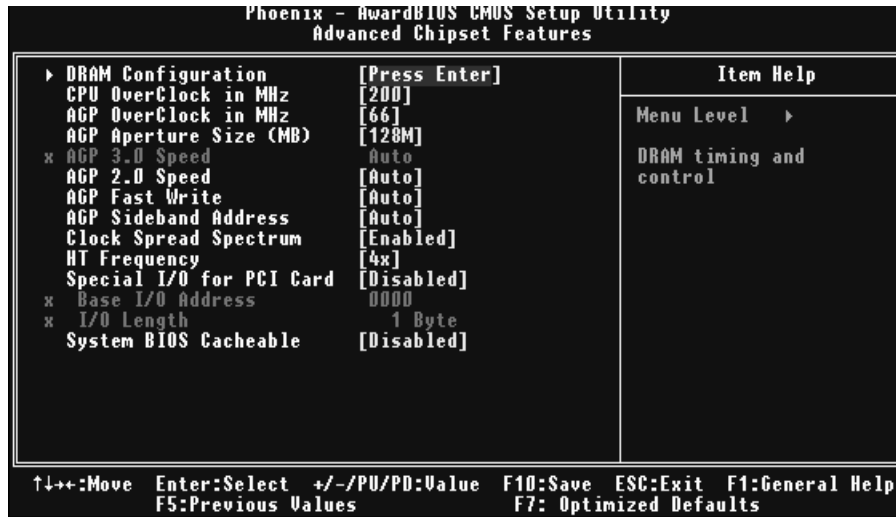 Phoenix - AwardBIOS CMOS Setup Utility
Advanced Chipset Features
DRAM Configuration [Press Enter]
CPU OverClock in MHz [200]
AGP OverClock in MHz [66]
AGP Aperture Size (MB) [128M]
x AGP 3.0 Speed Auto
AGP 2.0 Speed [Auto]
AGP Fast Write [Auto]
AGP Sideband Address [Auto]
Clock Spread Spectrum [Enabled]
HT Frequency [4x]
Special I/O for PCI Card [Disabled]
x Base I/O Address 0000
x I/O Length 1 Byte
System BIOS Cacheable [Disabled]
Item Help
Menu Level
DRAM timing and
control
↑↓→←:Move Enter:Select +/-/PU/PD:Value F10:Save ESC:Exit F1:General Help
F5:Previous Values F7: Optimized Defaults